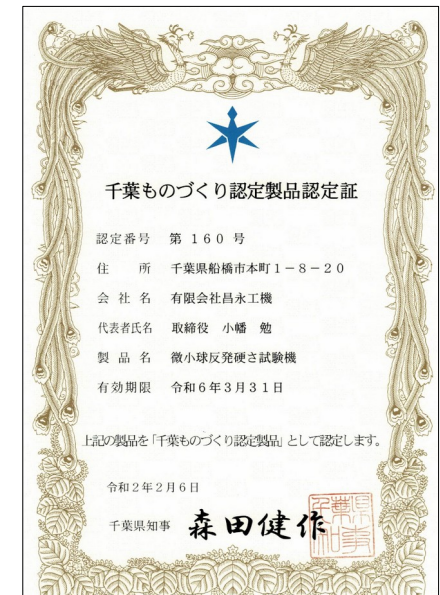 千葉ものづくり認定製品認定証
認定番号 第 160 号
住 所 千葉県船橋市本町1-8-20
会社名 有限会社昌永工機
代表者氏名 取締役 小幡 勉
製品名 微小球反発硬さ試験機
有効期限 令和6年3月31日
上記の製品を「千葉ものづくり認定製品」として認定します。
令和2年2月6日
千葉県知事 森田健作